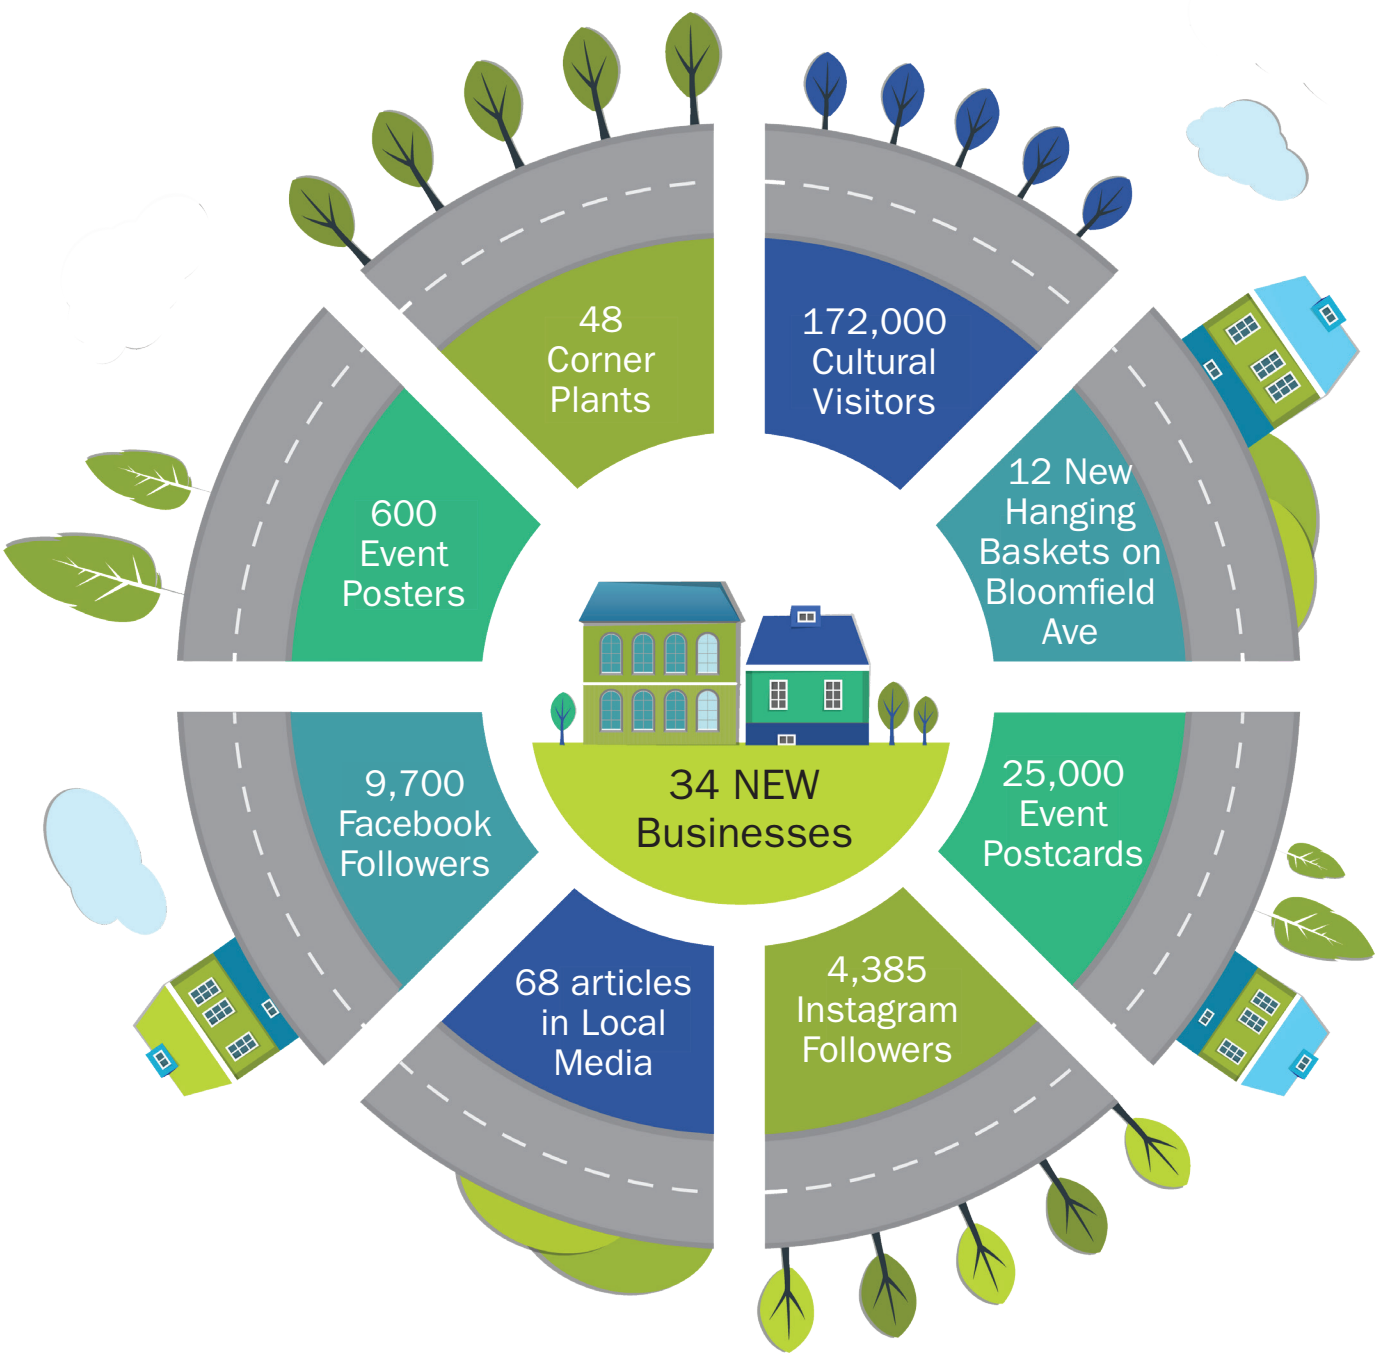 48
Corner
Plants
172,000
Cultural
Visitors
12 New
Hanging
Baskets on
Bloomfield
Ave
25,000
Event
Postcards
4,385
Instagram
Followers
68 articles
in Local
Media
9,700
Facebook
Followers
600
Event
Posters
34 NEW
Businesses